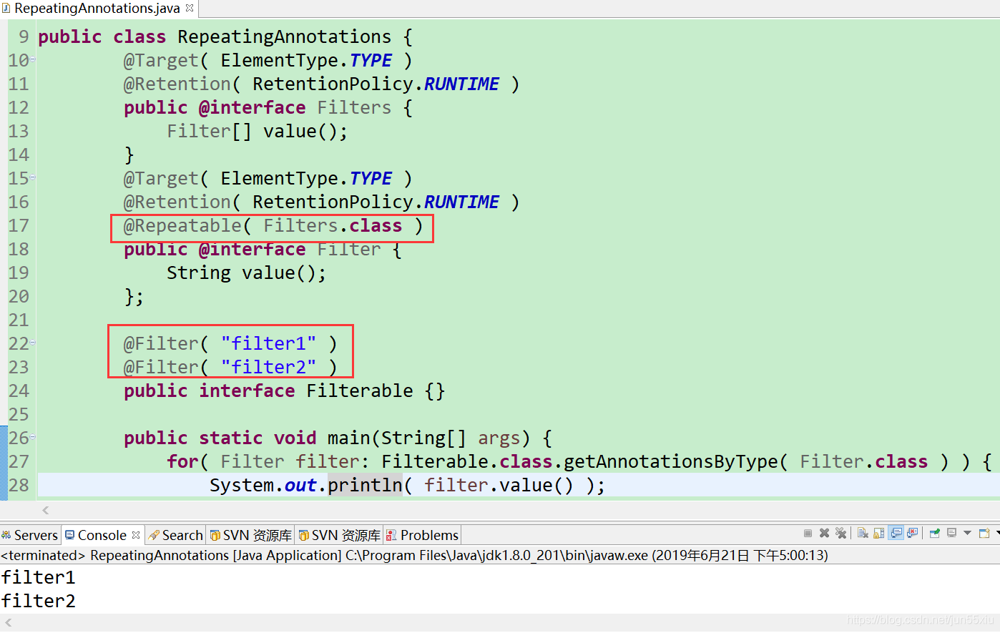 RepeatingAnnotations.java
9 public class RepeatingAnnotations {
10 @Target( ElementType.TYPE )
11 @Retention( RetentionPolicy.RUNTIME )
12 public @interface Filters {
13 Filter[] value();
14 }
15 @Target( ElementType.TYPE )
16 @Retention( RetentionPolicy.RUNTIME )
17 @Repeatable( Filters.class )
18 public @interface Filter {
19 String value();
20 };
21
22 @Filter( "filter1" )
23 @Filter( "filter2" )
24 public interface Filterable {}
25
26 public static void main(String[] args) {
27 for( Filter filter: Filterable.class.getAnnotationsByType( Filter.class ) ) {
28 System.out.println( filter.value() );
Servers Console Search SVN 资源库 SVN 资源库 Problems
<terminated> RepeatingAnnotations [Java Application] C:\Program Files\Java\jdk1.8.0_201\bin\javaw.exe (2019年6月21日 下午5:00:13)
filter1
filter2
https://blog.csdn.net/jun55xiu